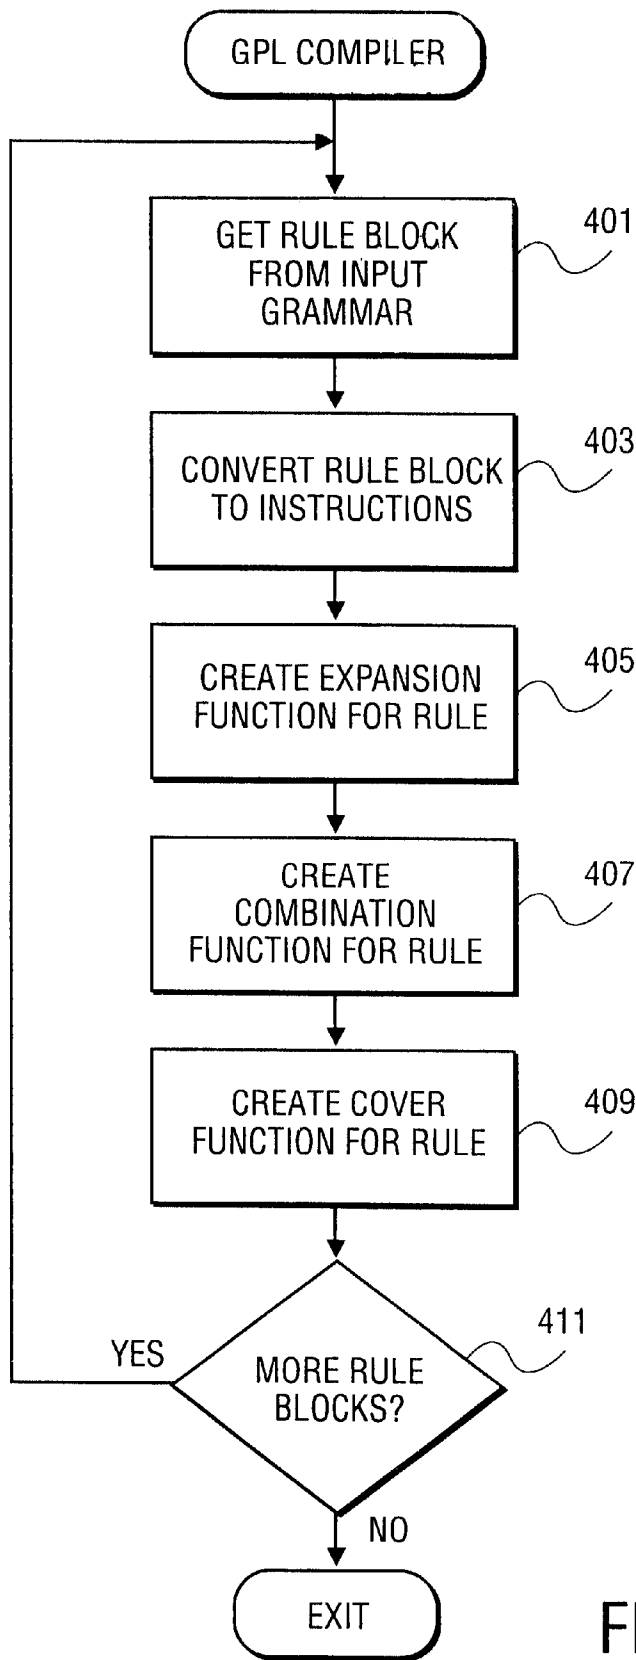 GPL COMPILER
GET RULE BLOCK
FROM INPUT
GRAMMAR
401
CONVERT RULE BLOCK
TO INSTRUCTIONS
403
CREATE EXPANSION
FUNCTION FOR RULE
405
CREATE
COMBINATION
FUNCTION FOR RULE
407
CREATE COVER
FUNCTION FOR RULE
409
MORE RULE
BLOCKS?
411
YES
NO
EXIT